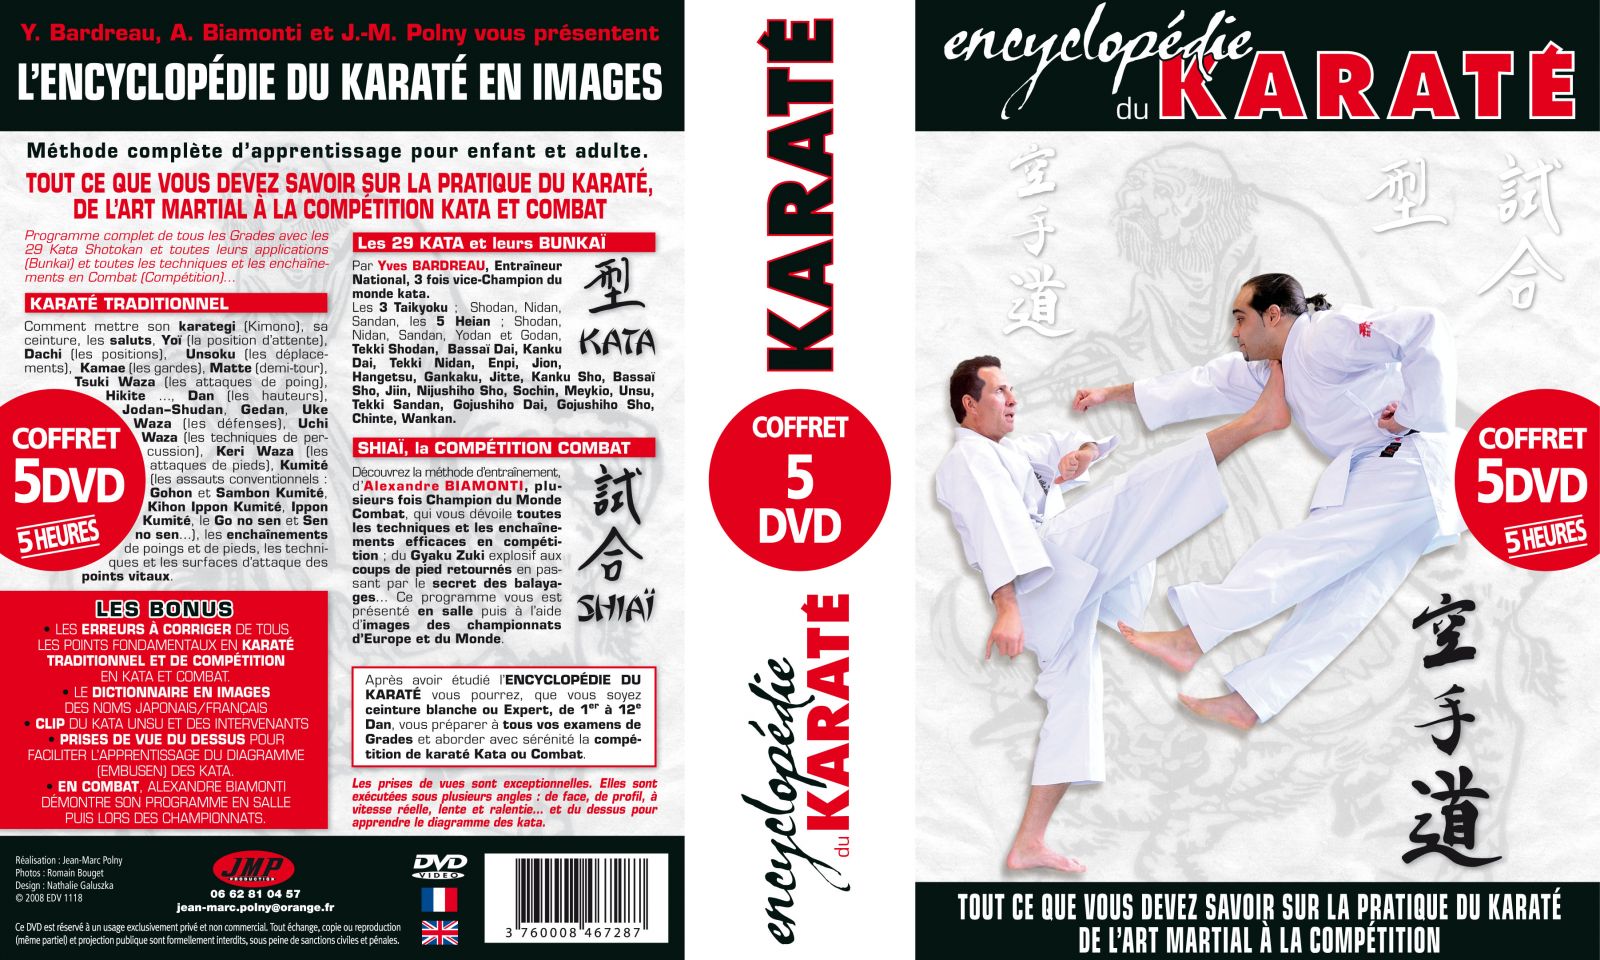 Y. Bardreau, A. Biamonti et J.-M. Polny vous présentent
L'ENCYCLOPÉDIE DU KARATÉ EN IMAGES
Méthode complète d'apprentissage pour enfant et adulte.
TOUT CE QUE VOUS DEVEZ SAVOIR SUR LA PRATIQUE DU KARATÉ,
DE L'ART MARTIAL À LA COMPÉTITION KATA ET COMBAT
Programme complet de tous les Grades avec les
29 Kata Shotokan et toutes leurs applications
(Bunkaï) et toutes les techniques et les enchaîne-
ments en Combat (Compétition)...
KARATÉ TRADITIONNEL
Comment mettre son karategi (Kimono), sa
ceinture, les saluts, Yoï (la position d'attente),
Dachi (les positions), Unsoku (les déplace-
ments), Kamae (les gardes), Matte (demi-tour),
Tsuki Waza (les attaques de poing),
Hikite ..., Dan (les hauteurs),
Jodan-Shudan, Gedan, Uke
Waza (les défenses), Uchi
Waza (les techniques de per-
cussion), Keri Waza (les
attaques de pieds), Kumité
(les assauts conventionnels :
Gohon et Sambon Kumité,
Kihon Ippon Kumité, Ippon
Kumité, le Go no sen et Sen
no sen...), les enchaînements
de poings et de pieds, les techni-
ques et les surfaces d'attaque des
points vitaux.
COFFRET
5DVD
5 HEURES
LES BONUS
• LES ERREURS À CORRIGER DE TOUS
LES POINTS FONDAMENTAUX EN KARATÉ
TRADITIONNEL ET DE COMPÉTITION
EN KATA ET COMBAT.
• LE DICTIONNAIRE EN IMAGES
DES NOMS JAPONAIS/FRANÇAIS
• CLIP DU KATA UNSU ET DES INTERVENANTS
• PRISES DE VUE DU DESSUS POUR
FACILITER L'APPRENTISSAGE DU DIAGRAMME
(EMBUSEN) DES KATA.
• EN COMBAT, ALEXANDRE BIAMONTI
DÉMONTRE SON PROGRAMME EN SALLE
PUIS LORS DES CHAMPIONNATS.
Les 29 KATA et leurs BUNKAÏ
Par Yves BARDREAU, Entraîneur
National, 3 fois vice-Champion du
monde kata.
Les 3 Taikyoku : Shodan, Nidan,
Sandan, les 5 Heian : Shodan,
Nidan, Sandan, Yodan et Godan,
Tekki Shodan, Bassaï Dai, Kanku
Dai, Tekki Nidan, Enpi, Jion,
Hangetsu, Gankaku, Jitte, Kanku Sho, Bassaï
Sho, Jiin, Nijushiho Sho, Sochin, Meykio, Unsu,
Tekki Sandan, Gojushiho Dai, Gojushiho Sho,
Chinte, Wankan.
型
KATA
SHIAÏ, la COMPÉTITION COMBAT
Découvrez la méthode d'entraînement,
d'Alexandre BIAMONTI, plu-
sieurs fois Champion du Monde
Combat, qui vous dévoile toutes
les techniques et les enchaîne-
ments efficaces en compéti-
tion ; du Gyaku Zuki explosif aux
coups de pied retournés en pas-
sant par le secret des balaya-
ges... Ce programme vous est
présenté en salle puis à l'aide
d'images des championnats
d'Europe et du Monde.
試
合
SHIAÏ
Après avoir étudié l'ENCYCLOPÉDIE DU
KARATÉ vous pourrez, que vous soyez
ceinture blanche ou Expert, de 1er à 12e
Dan, vous préparer à tous vos examens de
Grades et aborder avec sérénité la compé-
tition de karaté Kata ou Combat.
Les prises de vues sont exceptionnelles. Elles sont
exécutées sous plusieurs angles : de face, de profil, à
vitesse réelle, lente et ralentie... et du dessus pour
apprendre le diagramme des kata.
Réalisation : Jean-Marc Polny
Photos : Romain Bouget
Design : Nathalie Galuszka
© 2008 EDV 1118
JMP
PRODUCTION
06 62 81 04 57
jean-marc.polny@orange.fr
Ce DVD est réservé à un usage exclusivement privé et non commercial. Tout échange, copie ou reproduction
(même partiel) et projection publique sont formellement interdits, sous peine de sanctions civiles et pénales.
DVD
VIDEO
3 760008 467287
KARATÉ
COFFRET
5
DVD
encyclopédie
du KARATÉ
encyclopédie
du KARATÉ
空
手
道
型
試
合
COFFRET
5DVD
5 HEURES
空
手
道
TOUT CE QUE VOUS DEVEZ SAVOIR SUR LA PRATIQUE DU KARATÉ
DE L'ART MARTIAL À LA COMPÉTITION